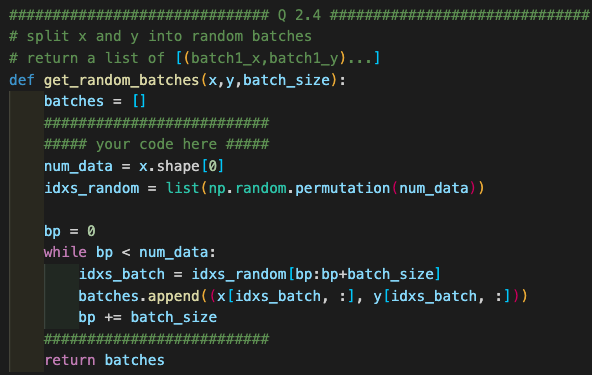 ############################## Q 2.4 ##############################
# split x and y into random batches
# return a list of [(batch1_x,batch1_y)...]
def get_random_batches(x,y,batch_size):
    batches = []
    ##########################
    ##### your code here #####
    num_data = x.shape[0]
    idxs_random = list(np.random.permutation(num_data))

    bp = 0
    while bp < num_data:
        idxs_batch = idxs_random[bp:bp+batch_size]
        batches.append((x[idxs_batch, :], y[idxs_batch, :]))
        bp += batch_size
    ##########################
    return batches